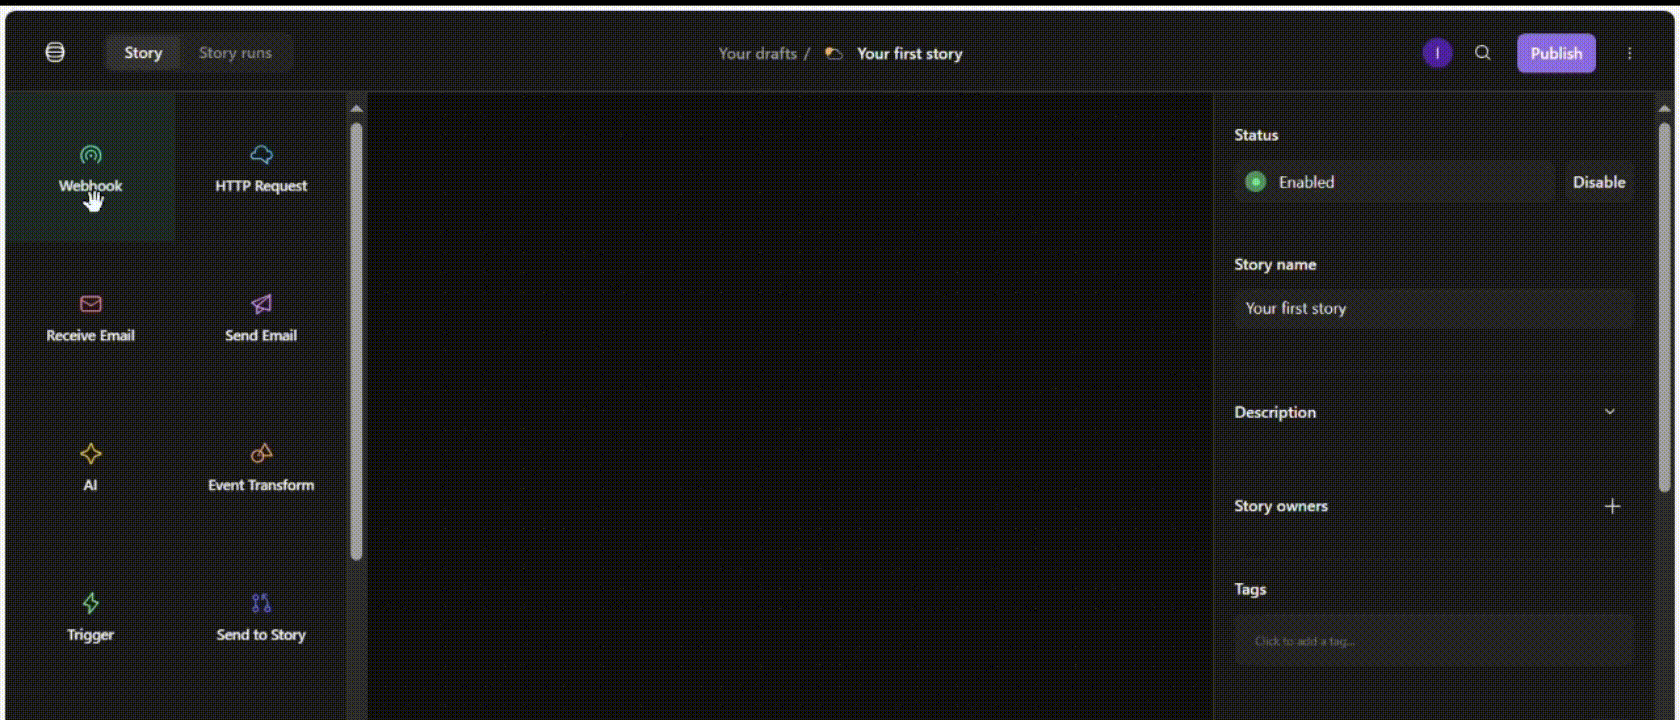 Story
Story runs
Your drafts /
Your first story
I
Publish
Webhook
HTTP Request
Receive Email
Send Email
AI
Event Transform
Trigger
Send to Story
Status
Enabled
Disable
Story name
Your first story
Description
Story owners
Tags
Click to add a tag...